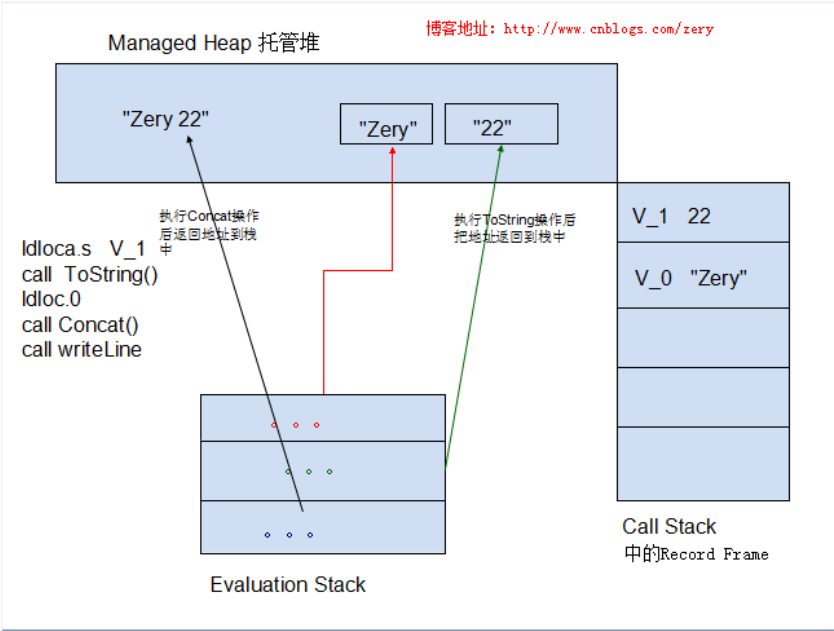 博客地址：http://www.cnblogs.com/zery
Managed Heap 托管堆
"Zery 22"
"Zery"
"22"
执行Concat操作
后返回地址到栈
中
执行ToString操作后
把地址返回到栈中
V_1 22
V_0 "Zery"
ldloca.s V_1
call ToString()
ldloc.0
call Concat()
call writeLine
Call Stack
中的Record Frame
Evaluation Stack